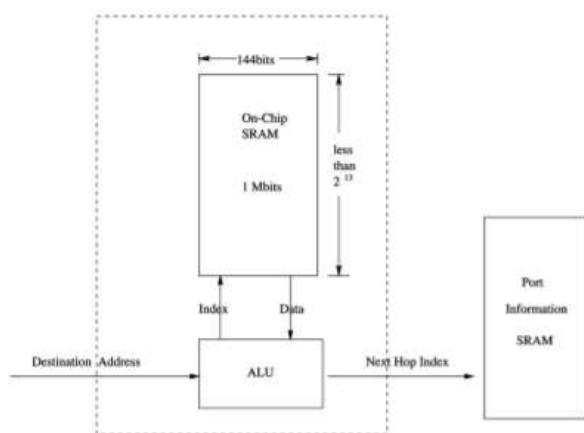 144bits
On-Chip
SRAM
1 Mbits
less
than
2 13
Index
Data
ALU
Destination Address
Next Hop Index
Port
Information
SRAM